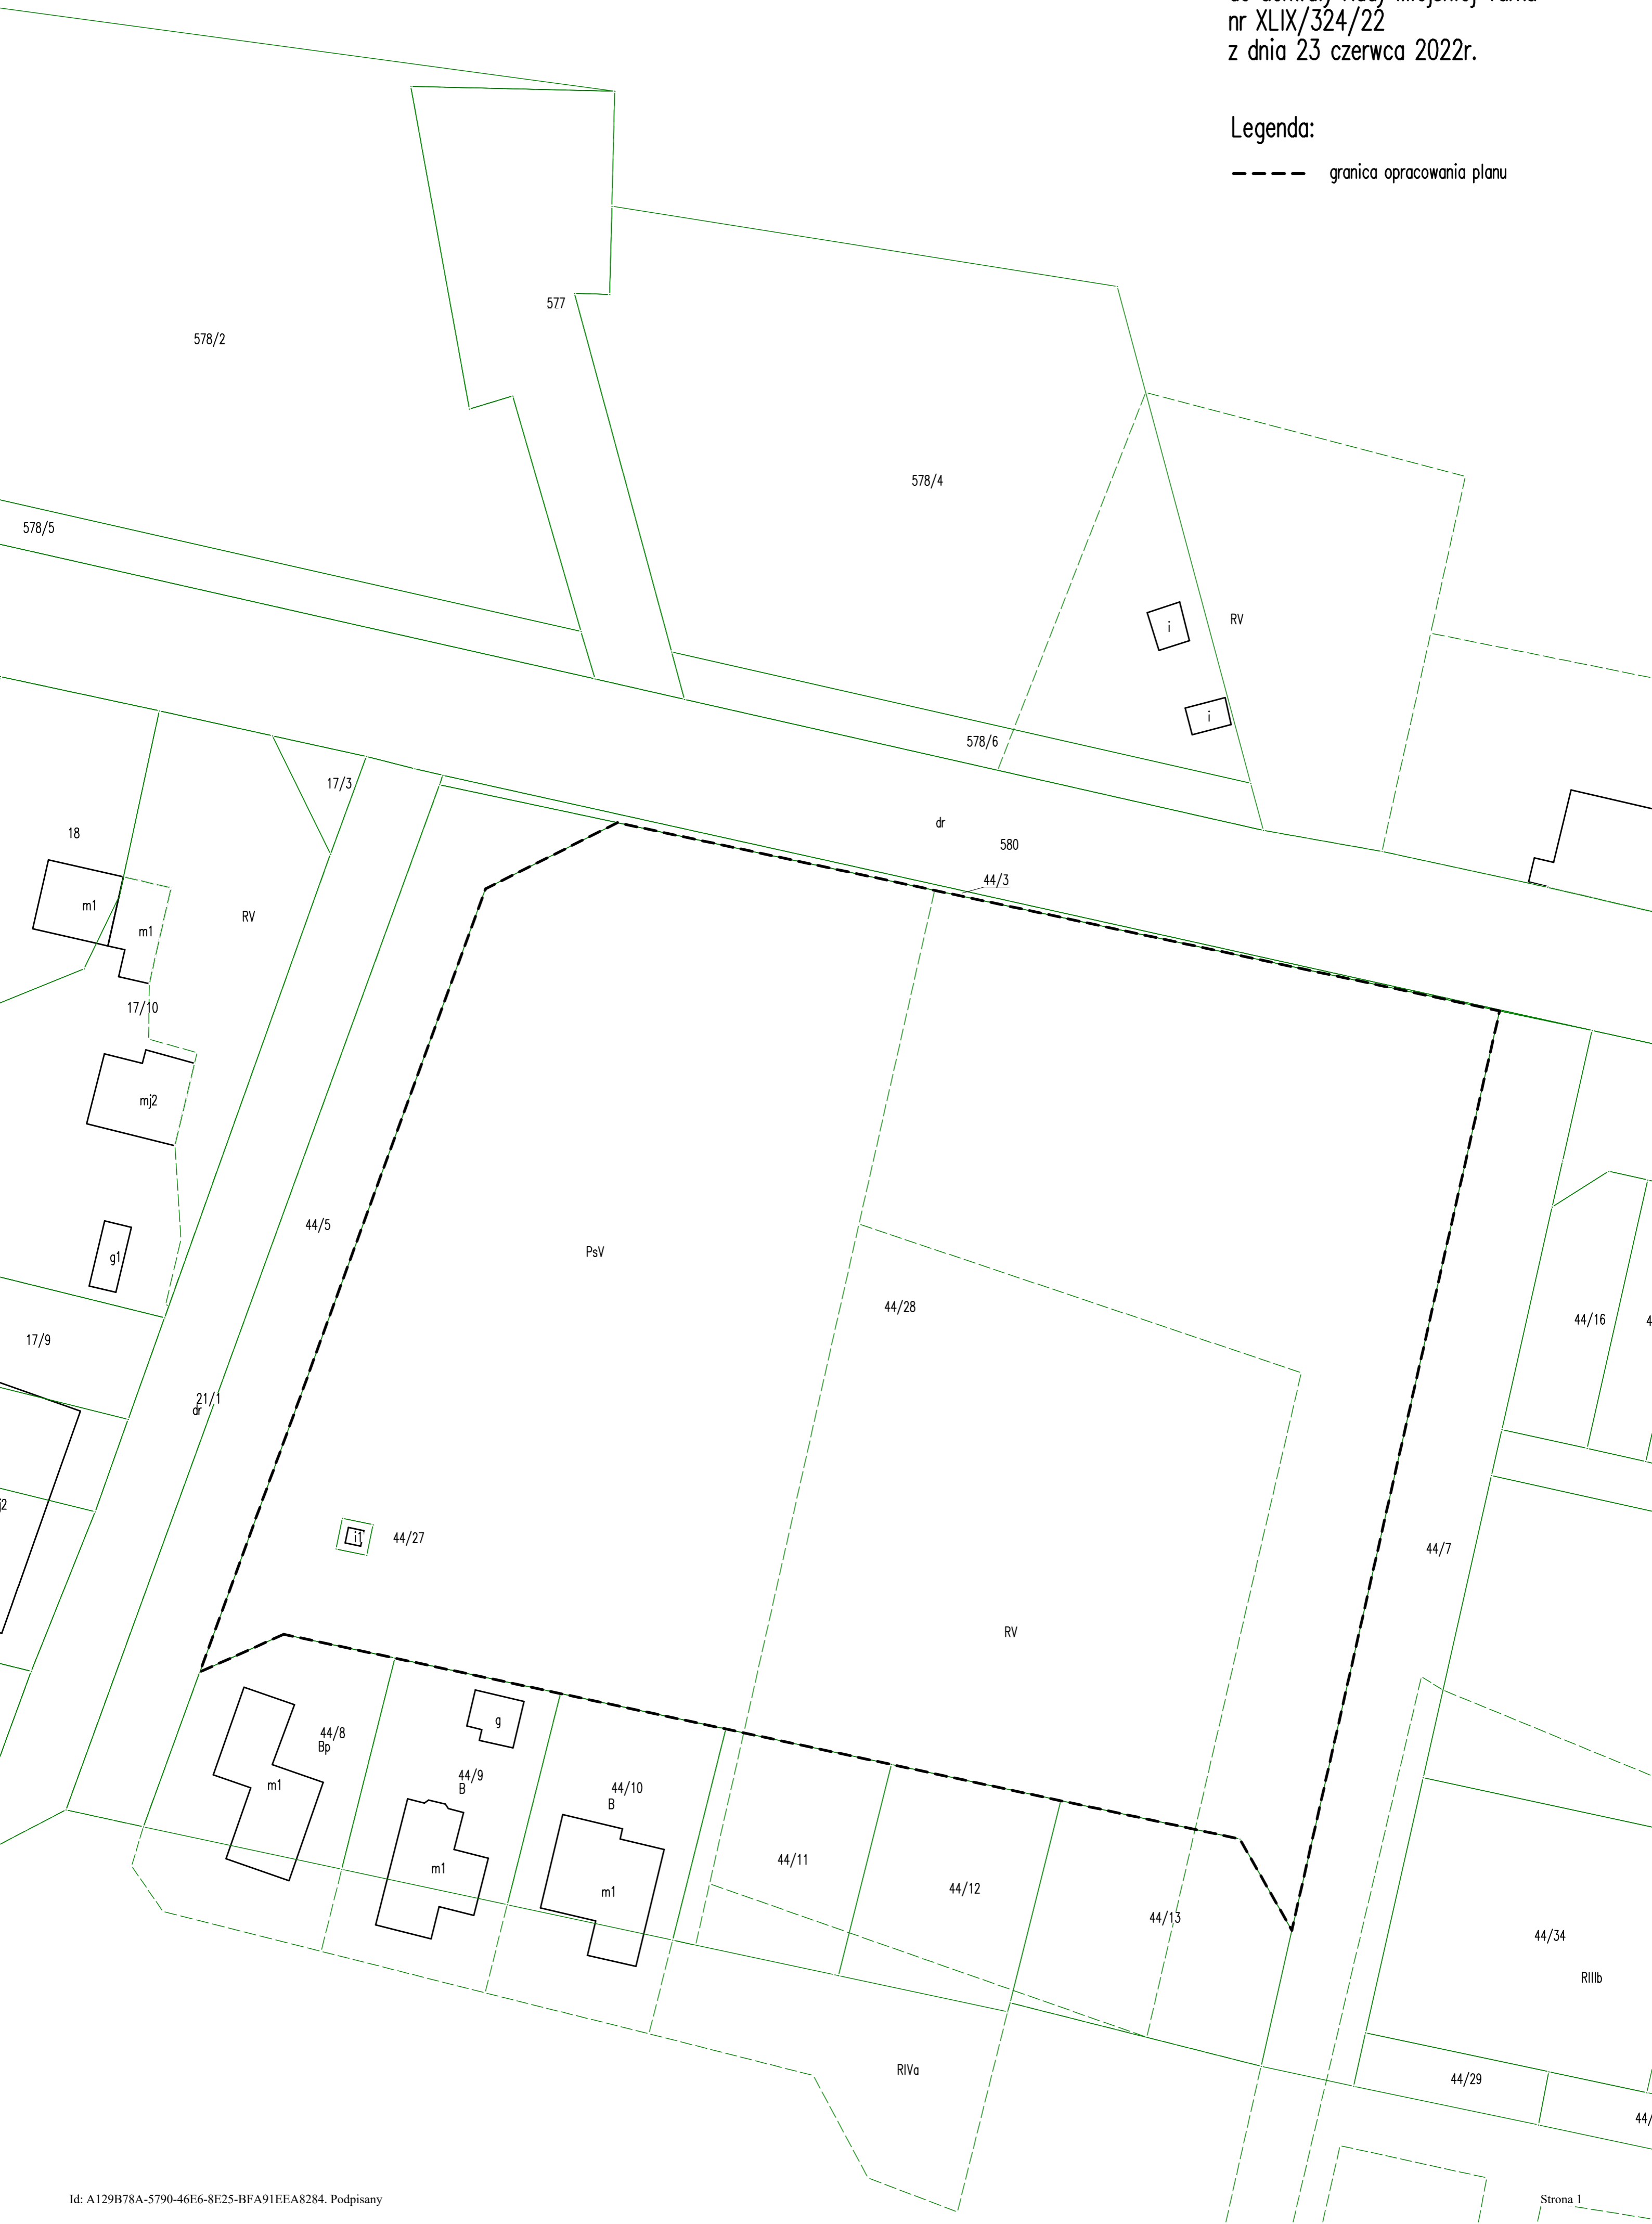 nr XLIX/324/22
z dnia 23 czerwca 2022r.
Legenda:
granica opracowania planu
577
578/2
578/4
578/5
i
RV
i
578/6
17/3
dr
18
580
44/3
m1
RV
m1
17/10
mj2
44/5
PsV
g1
44/28
44/16
17/9
21/1
dr
i1
44/27
44/7
RV
g
44/8
Bp
44/9
B
m1
44/10
B
m1
44/11
m1
44/12
44/13
44/34
RIIIb
RIVa
44/29
44/
Id: A129B78A-5790-46E6-8E25-BFA91EEA8284. Podpisany
Strona 1